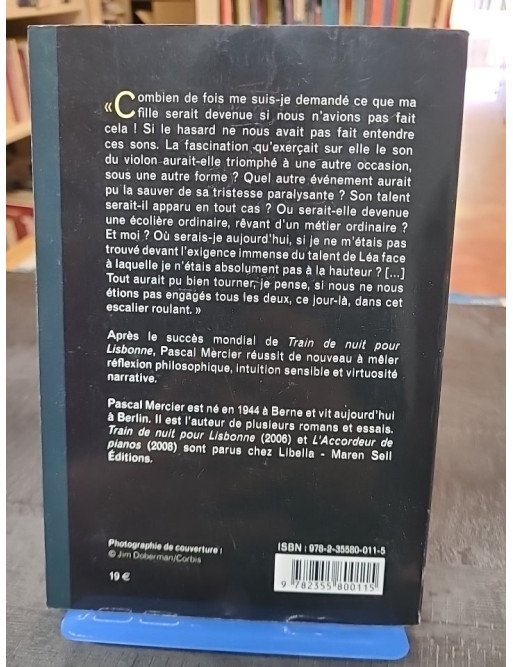 « Combien de fois me suis-je demandé ce que ma
fille serait devenue si nous n'avions pas fait
cela ! Si le hasard ne nous avait pas fait entendre
ces sons. La fascination qu'exerçait sur elle le son
du violon aurait-elle triomphé à une autre occasion,
sous une autre forme ? Quel autre événement aurait
pu la sauver de sa tristesse paralysante ? Son talent
serait-il apparu en tout cas ? Ou serait-elle devenue
une écolière ordinaire, rêvant d'un métier ordinaire ?
Et moi ? Où serais-je aujourd'hui, si je ne m'étais pas
trouvé devant l'exigence immense du talent de Léa face
à laquelle je n'étais absolument pas à la hauteur ? [...]
Tout aurait pu bien tourner, je pense, si nous ne nous
étions pas engagés tous les deux, ce jour-là, dans cet
escalier roulant. »
Après le succès mondial de Train de nuit pour
Lisbonne, Pascal Mercier réussit de nouveau à mêler
réflexion philosophique, intuition sensible et virtuosité
narrative.
Pascal Mercier est né en 1944 à Berne et vit aujourd'hui
à Berlin. Il est l'auteur de plusieurs romans et essais.
Train de nuit pour Lisbonne (2006) et L'Accordeur de
pianos (2008) sont parus chez Libella - Maren Sell
Éditions.
Photographie de couverture :
© Jim Doberman/Corbis
19 €
ISBN : 978-2-35580-011-5
9 782355 800115